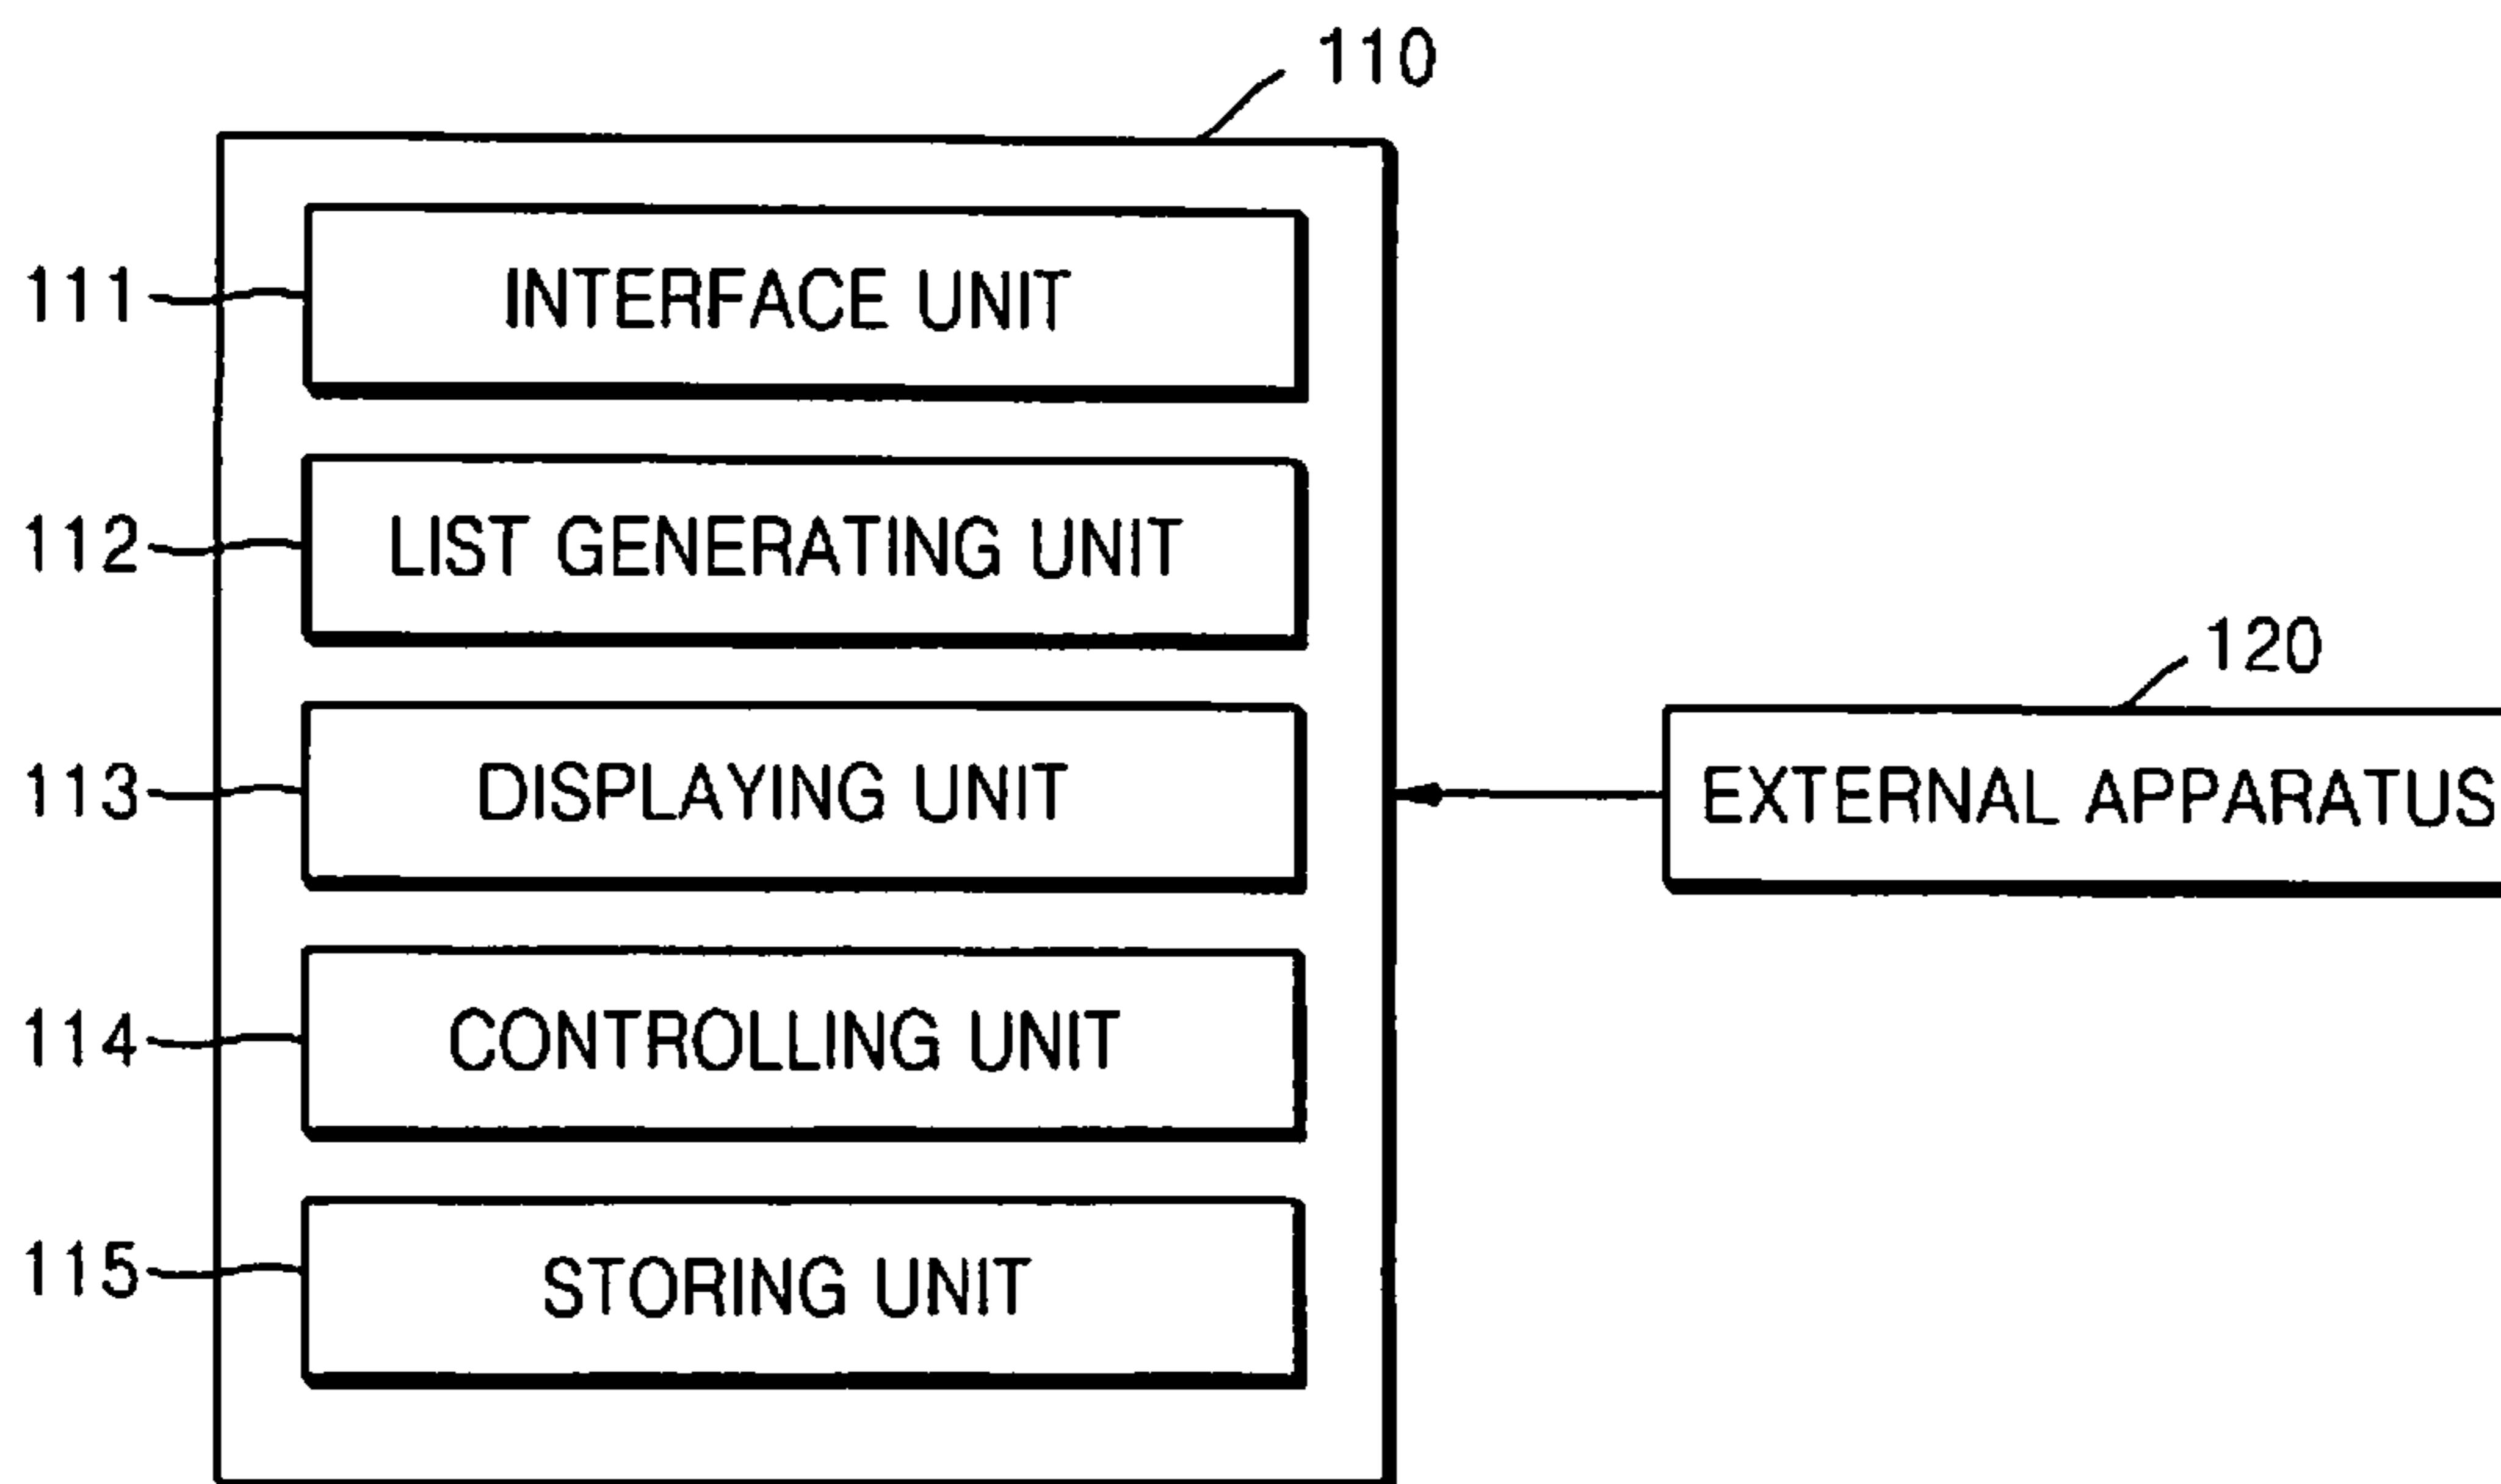 110
111 INTERFACE UNIT
112 LIST GENERATING UNIT
120
113 DISPLAYING UNIT
EXTERNAL APPARATUS
114 CONTROLLING UNIT
115 STORING UNIT